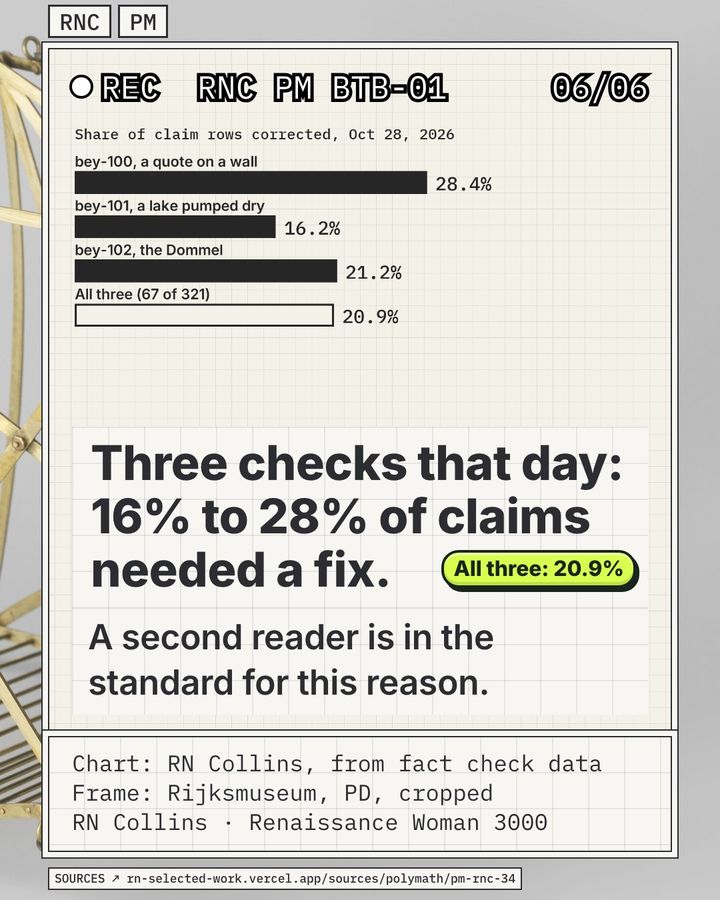 RNC PM
REC RNC PM BTB-01 06/06
Share of claim rows corrected, Oct 28, 2026
bey-100, a quote on a wall
28.4%
bey-101, a lake pumped dry
16.2%
bey-102, the Dommel
21.2%
All three (67 of 321)
20.9%
Three checks that day:
16% to 28% of claims
needed a fix.
All three: 20.9%
A second reader is in the
standard for this reason.
Chart: RN Collins, from fact check data
Frame: Rijksmuseum, PD, cropped
RN Collins · Renaissance Woman 3000
SOURCES ↗ rn-selected-work.vercel.app/sources/polymath/pm-rnc-34